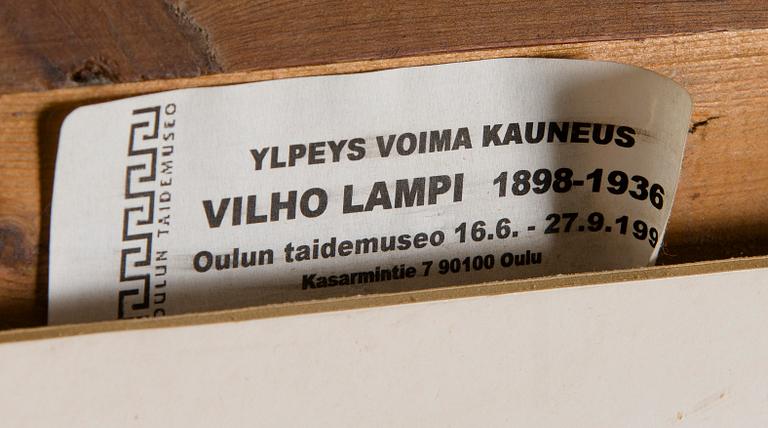 OULUN TAIDEMUSEO
YLPEYS VOIMA KAUNEUS
VILHO LAMPI 1898-1936
Oulun taidemuseo 16.6. - 27.9.199
Kasarmintie 7 90100 Oulu